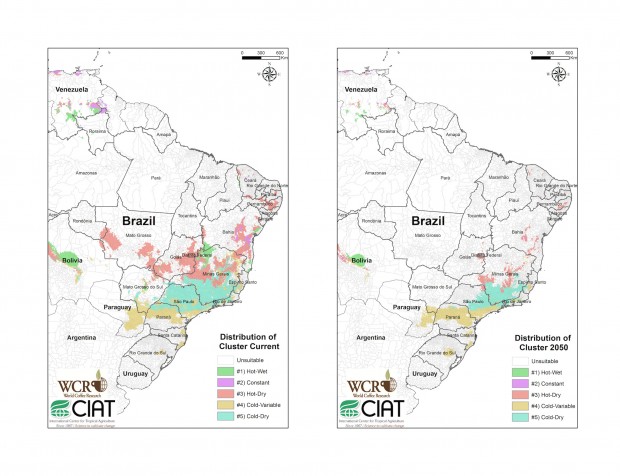 0 300 600
Km
N
W E
S
Venezuela
Roraima
Amapá
Amazonas
Pará
Maranhão
Ceará
Rio Grande do Norte
Piauí
Tocantins
Rondônia
Brazil
Mato Grosso
Bahia
Goiás
Bolivia
Minas Gerais
Mato Grosso do Sul
Espírito Santo
São Paulo
Rio de Janeiro
Paraguay
Paraná
Santa Catarina
Argentina
Rio Grande do Sul
Uruguay
Distribution of
Cluster Current
Unsuitable
#1) Hot-Wet
#2) Constant
#3) Hot-Dry
#4) Cold-Variable
#5) Cold-Dry
WCR
World Coffee Research
CIAT
International Center for Tropical Agriculture
0 300 600
Km
N
W E
S
Venezuela
Roraima
Amapá
Amazonas
Pará
Maranhão
Ceará
Rio Grande do Norte
Piauí
Tocantins
Rondônia
Brazil
Mato Grosso
Bahia
Goiás
Bolivia
Minas Gerais
Mato Grosso do Sul
Espírito Santo
São Paulo
Rio de Janeiro
Paraguay
Paraná
Santa Catarina
Argentina
Rio Grande do Sul
Uruguay
Distribution of
Cluster 2050
Unsuitable
#1) Hot-Wet
#2) Constant
#3) Hot-Dry
#4) Cold-Variable
#5) Cold-Dry
WCR
World Coffee Research
CIAT
International Center for Tropical Agriculture